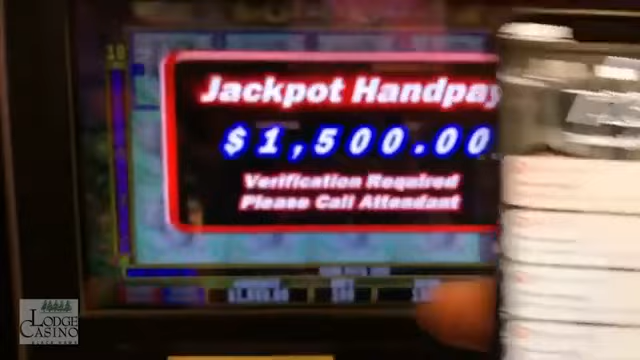 Jackpot Handpay
$1,500.00
Verification Required
Please Call Attendant
LODGE
CASINO